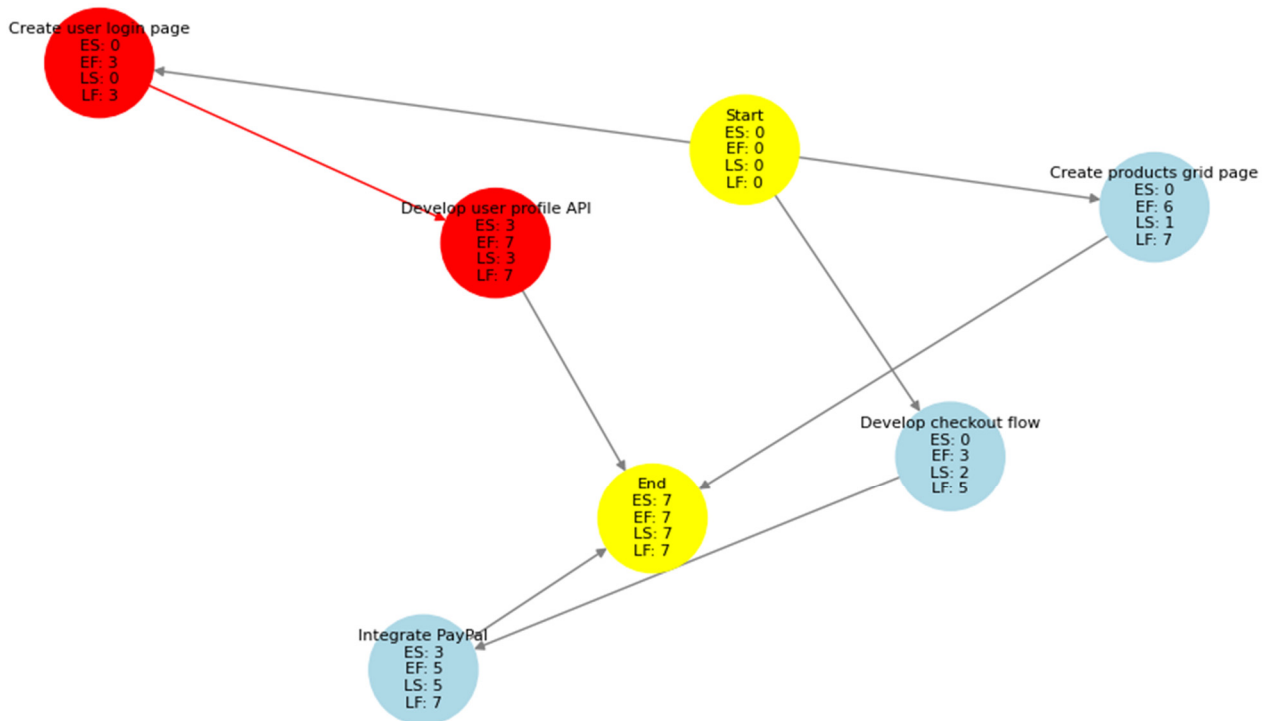 Create user login page
ES: 0
EF: 3
LS: 0
LF: 3
Start
ES: 0
EF: 0
LS: 0
LF: 0
Create products grid page
ES: 0
EF: 6
LS: 1
LF: 7
Develop user profile API
ES: 3
EF: 7
LS: 3
LF: 7
Develop checkout flow
ES: 0
EF: 3
LS: 2
LF: 5
End
ES: 7
EF: 7
LS: 7
LF: 7
Integrate PayPal
ES: 3
EF: 5
LS: 5
LF: 7